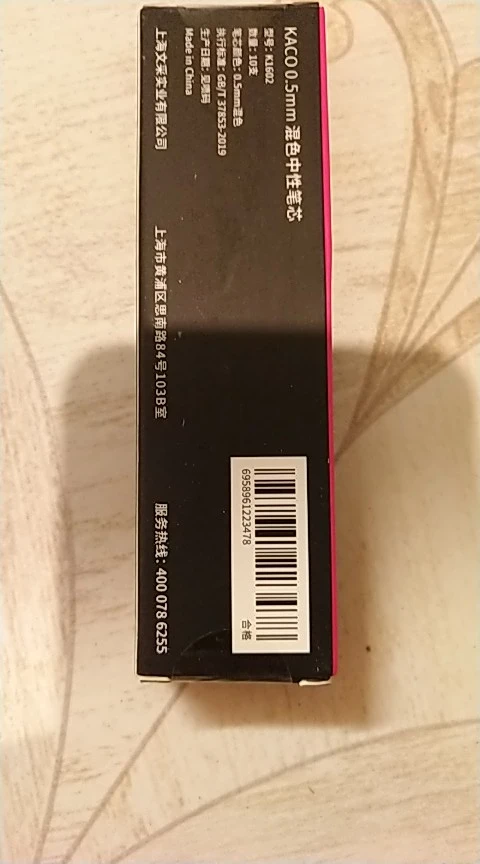 KACO 0.5mm 混色中性笔芯
型号: K1602
数量: 10支
笔芯颜色: 0.5mm混色
执行标准: GB/T 37853-2019
生产日期: 见喷码
Made in China
上海文采实业有限公司
上海市黄浦区思南路84号103B室
服务热线: 400 078 6255
6958961223478
合格